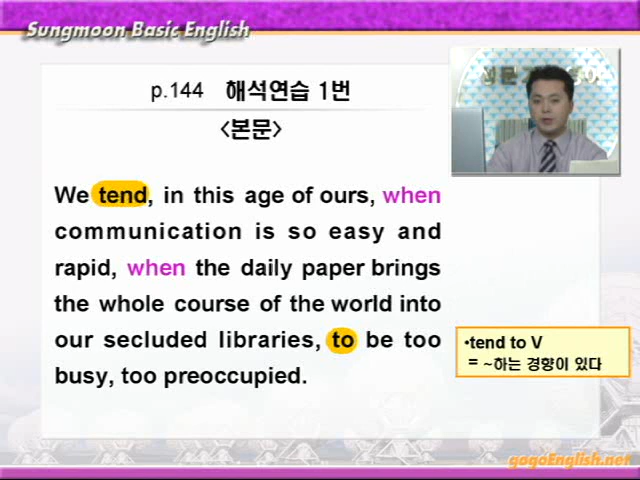 Sungmoon Basic English
p.144 해석연습 1번
<본문>
We tend, in this age of ours, when
communication is so easy and
rapid, when the daily paper brings
the whole course of the world into
our secluded libraries, to be too
busy, too preoccupied.
•tend to V
= ~하는 경향이 있다
gogoEnglish.net